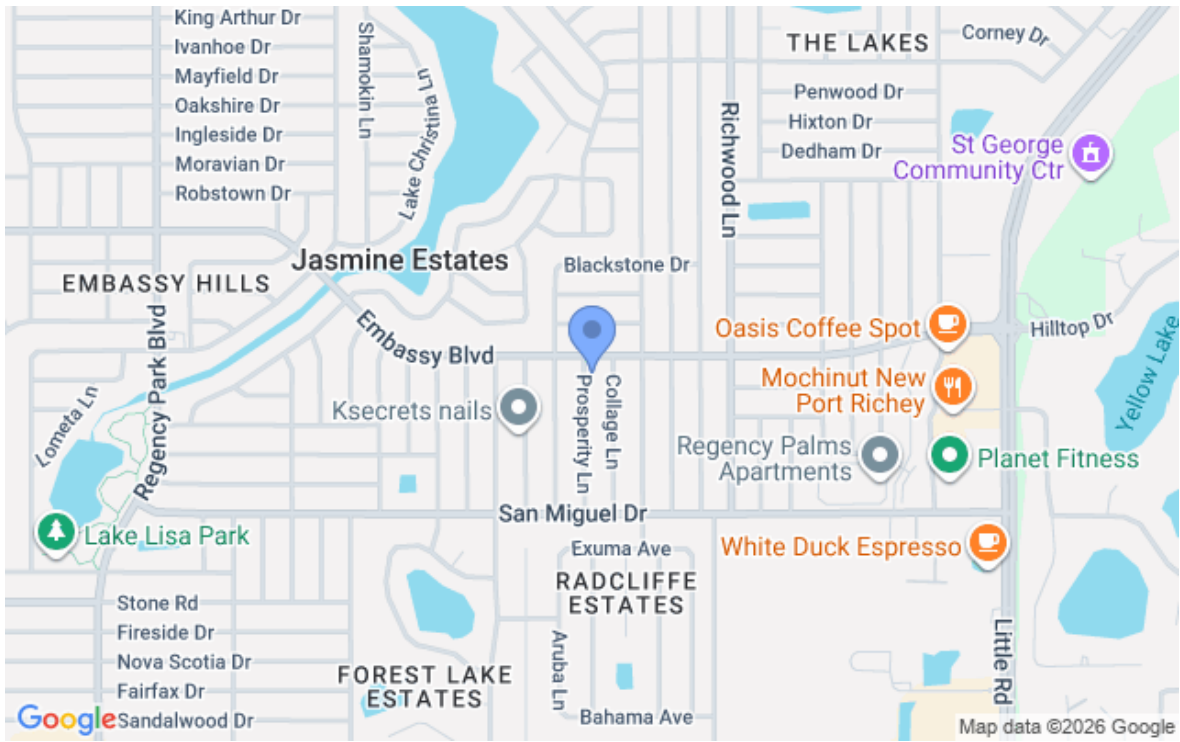 King Arthur Dr
Ivanhoe Dr
Mayfield Dr
Oakshire Dr
Ingleside Dr
Moravian Dr
Robstown Dr
Shamokin Ln
Lake Christina Ln
THE LAKES
Corney Dr
Penwood Dr
Hixton Dr
Dedham Dr
Richwood Ln
St George
Community Ctr
Jasmine Estates
EMBASSY HILLS
Blackstone Dr
Regency Park Blvd
Embassy Blvd
Oasis Coffee Spot
Hilltop Dr
Yellow Lake
Mochinut New
Port Richey
Prosperity Ln
Collage Ln
Ksecrets nails
Lometa Ln
Regency Park Blvd
Regency Palms
Apartments
Planet Fitness
San Miguel Dr
Lake Lisa Park
White Duck Espresso
Exuma Ave
RADCLIFFE
ESTATES
Stone Rd
Fireside Dr
Nova Scotia Dr
Fairfax Dr
Sandalwood Dr
FOREST LAKE
ESTATES
Aruba Ln
Little Rd
Bahama Ave
Google
Map data ©2026 Google